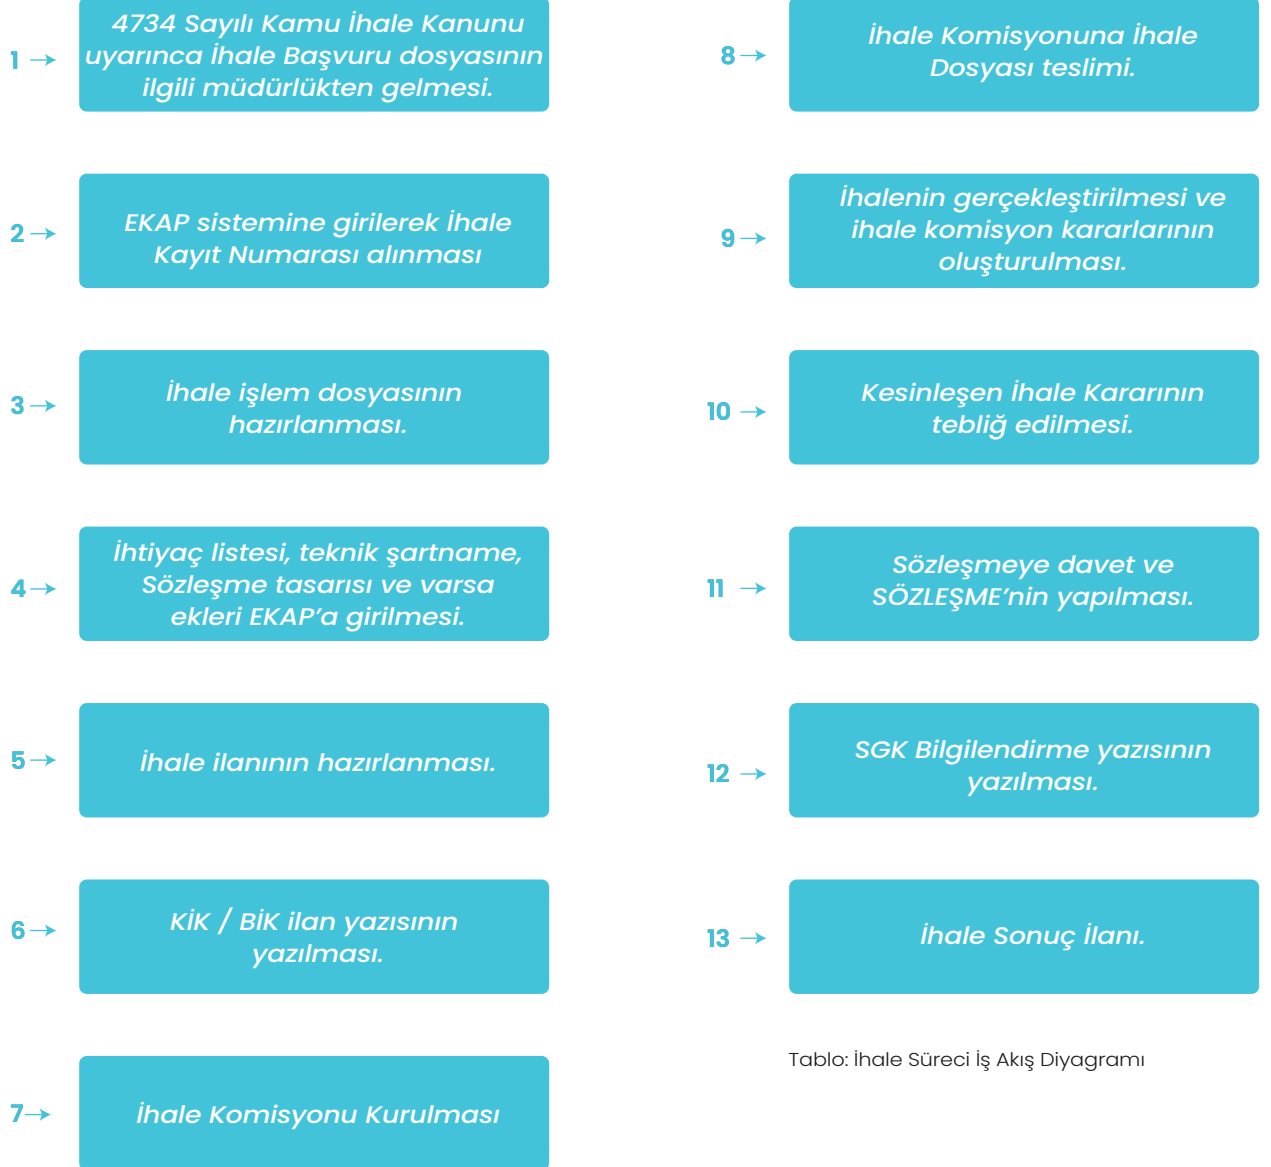 1
4734 Sayılı Kamu İhale Kanunu
uyarınca İhale Başvuru dosyasının
ilgili müdürlükten gelmesi.
2
EKAP sistemine girilerek İhale
Kayıt Numarası alınması
3
İhale işlem dosyasının
hazırlanması.
4
İhtiyaç listesi, teknik şartname,
Sözleşme tasarısı ve varsa
ekleri EKAP’a girilmesi.
5
İhale ilanının hazırlanması.
6
KİK / BİK ilan yazısının
yazılması.
7
İhale Komisyonu Kurulması
8
İhale Komisyonuna İhale
Dosyası teslimi.
9
İhalenin gerçekleştirilmesi ve
ihale komisyon kararlarının
oluşturulması.
10
Kesinleşen İhale Kararının
tebliğ edilmesi.
11
Sözleşmeye davet ve
SÖZLEŞME’nin yapılması.
12
SGK Bilgilendirme yazısının
yazılması.
13
İhale Sonuç İlanı.
Tablo: İhale Süreci İş Akış Diyagramı